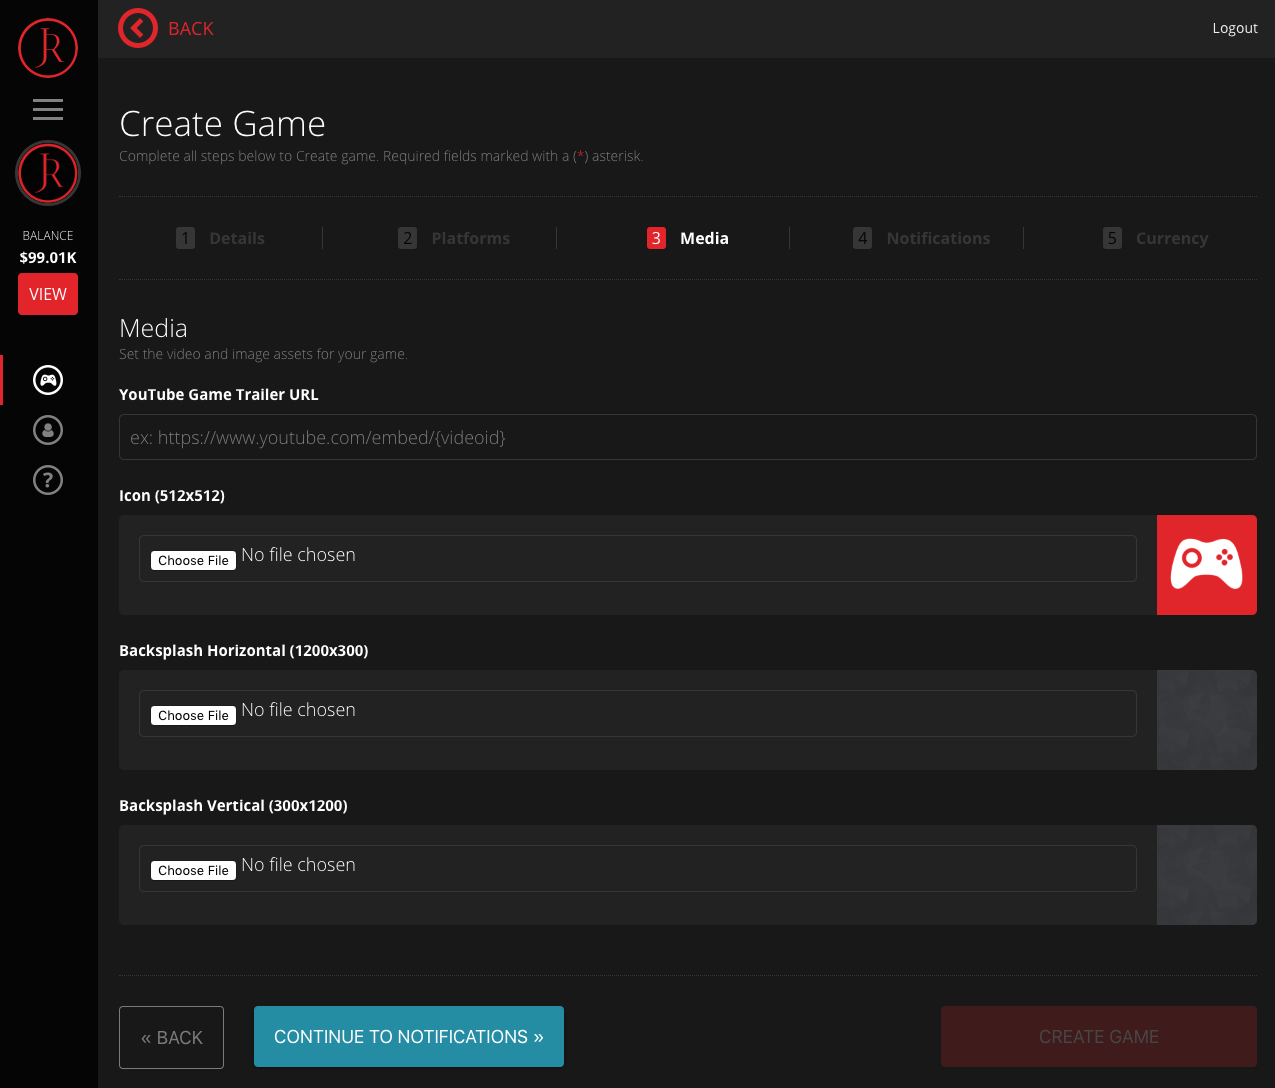 JR
BACK
Logout
JR
BALANCE
$99.01K
VIEW
?
Create Game
Complete all steps below to Create game. Required fields marked with a (*) asterisk.
1 Details
2 Platforms
3 Media
4 Notifications
5 Currency
Media
Set the video and image assets for your game.
YouTube Game Trailer URL
ex: https://www.youtube.com/embed/{videoid}
Icon (512x512)
Choose File No file chosen
Backsplash Horizontal (1200x300)
Choose File No file chosen
Backsplash Vertical (300x1200)
Choose File No file chosen
« BACK
CONTINUE TO NOTIFICATIONS »
CREATE GAME